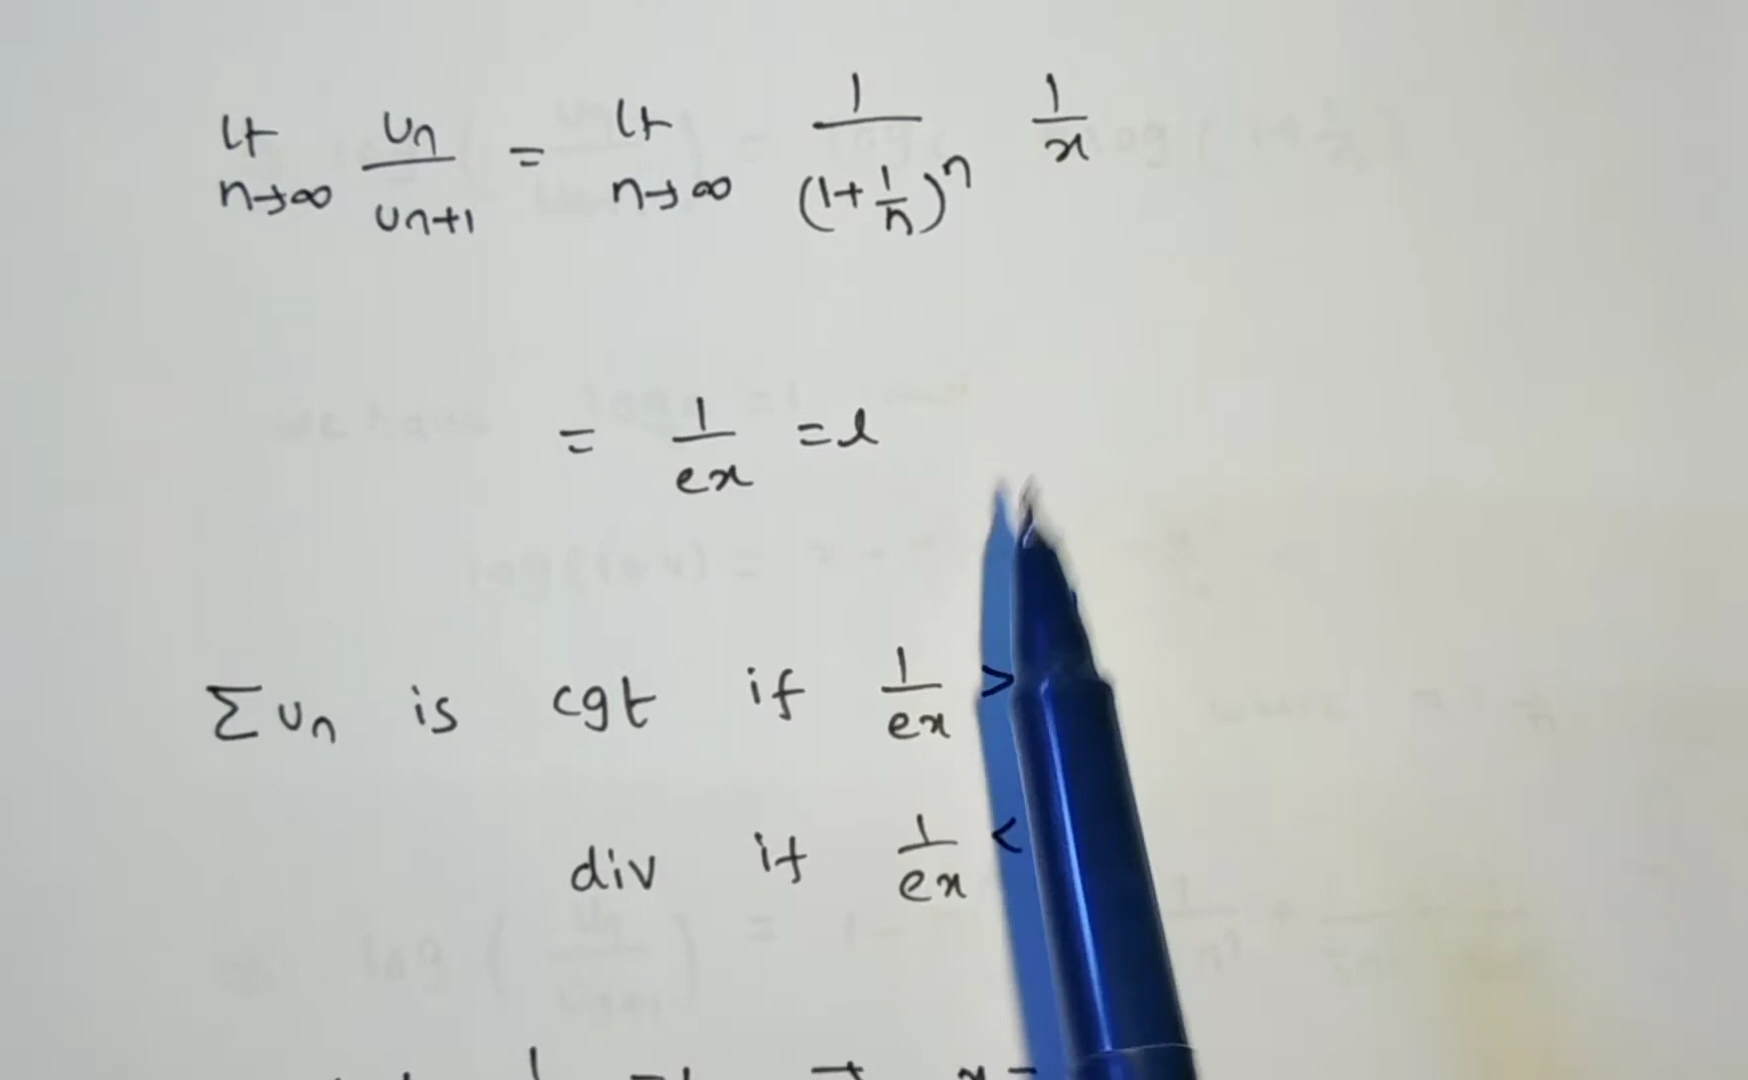 lt n→∞ un/un+1 = lt n→∞ 1/(1+1/n)^n 1/x
= 1/ex = l
Σun is cgt if 1/ex >
div if 1/ex <